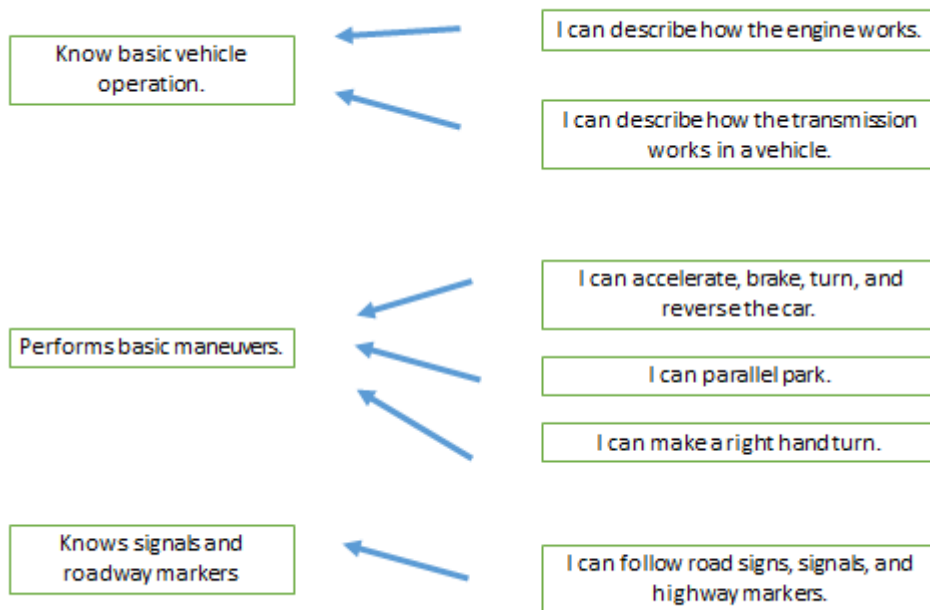 Know basic vehicle
operation.
I can describe how the engine works.
I can describe how the transmission
works in a vehicle.
Performs basic maneuvers.
I can accelerate, brake, turn, and
reverse the car.
I can parallel park.
I can make a right hand turn.
Knows signals and
roadway markers
I can follow road signs, signals, and
highway markers.